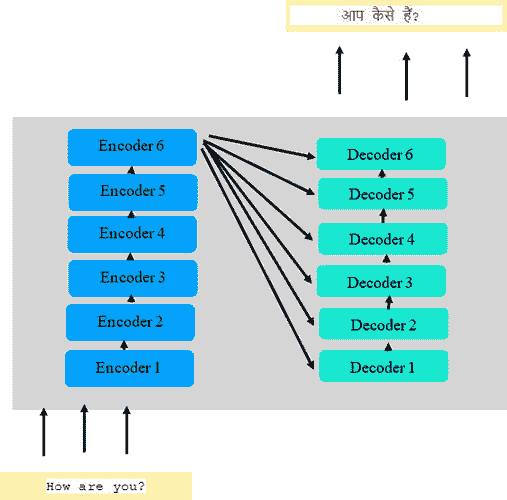 आप कैसे हैं?
Encoder 6
Decoder 6
Encoder 5
Decoder 5
Encoder 4
Decoder 4
Encoder 3
Decoder 3
Encoder 2
Decoder 2
Encoder 1
Decoder 1
How are you?